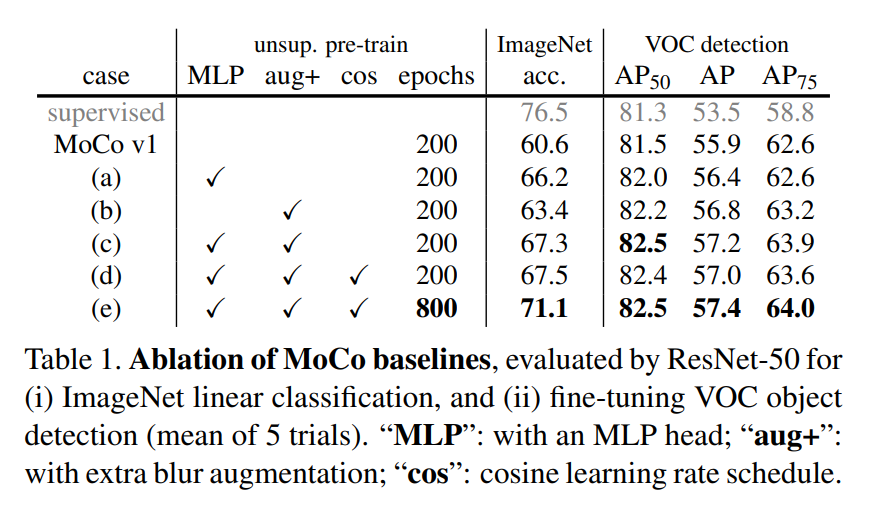 unsup. pre-train ImageNet VOC detection
case MLP aug+ cos epochs acc. AP50 AP AP75
supervised 76.5 81.3 53.5 58.8
MoCo v1 200 60.6 81.5 55.9 62.6
(a) ✓ 200 66.2 82.0 56.4 62.6
(b) ✓ 200 63.4 82.2 56.8 63.2
(c) ✓ ✓ 200 67.3 82.5 57.2 63.9
(d) ✓ ✓ ✓ 200 67.5 82.4 57.0 63.6
(e) ✓ ✓ ✓ 800 71.1 82.5 57.4 64.0
Table 1. Ablation of MoCo baselines, evaluated by ResNet-50 for
(i) ImageNet linear classification, and (ii) fine-tuning VOC object
detection (mean of 5 trials). “MLP”: with an MLP head; “aug+”:
with extra blur augmentation; “cos”: cosine learning rate schedule.